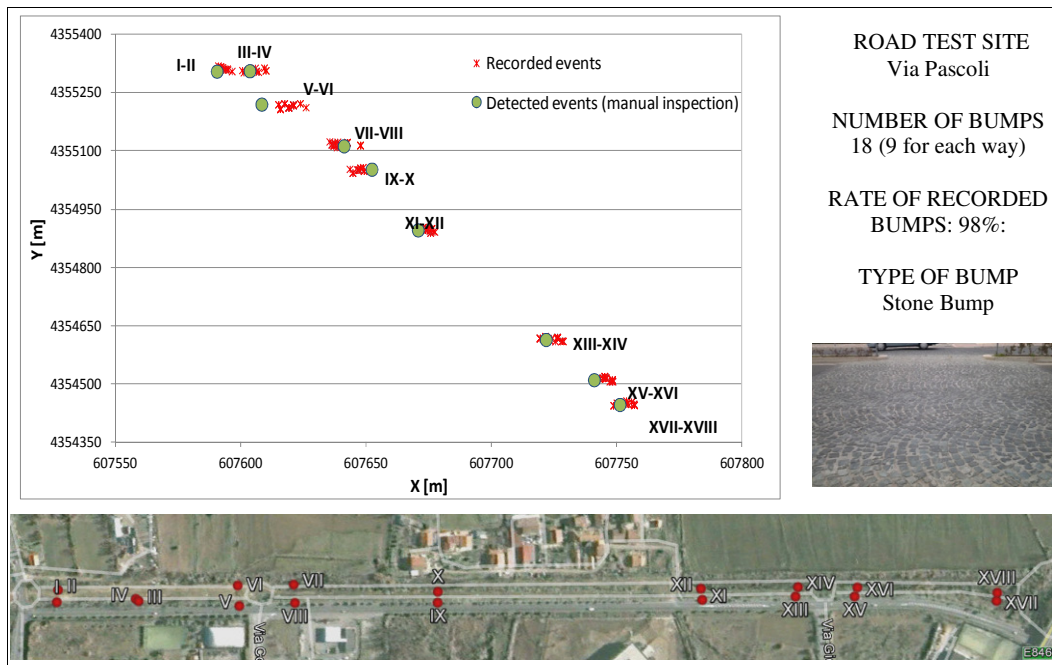 4355400
4355250
4355100
4354950
4354800
4354650
4354500
4354350
Y [m]
607550
607600
607650
607700
607750
607800
X [m]
I-II
III-IV
V-VI
VII-VIII
IX-X
XI-XII
XIII-XIV
XV-XVI
XVII-XVIII
Recorded events
Detected events (manual inspection)
ROAD TEST SITE
Via Pascoli
NUMBER OF BUMPS
18 (9 for each way)
RATE OF RECORDED
BUMPS: 98%:
TYPE OF BUMP
Stone Bump
I II
IV
III
VI
V
VII
VIII
X
IX
XII
XI
XIV
XIII
XVI
XV
XVIII
XVII
Via
Via
E846